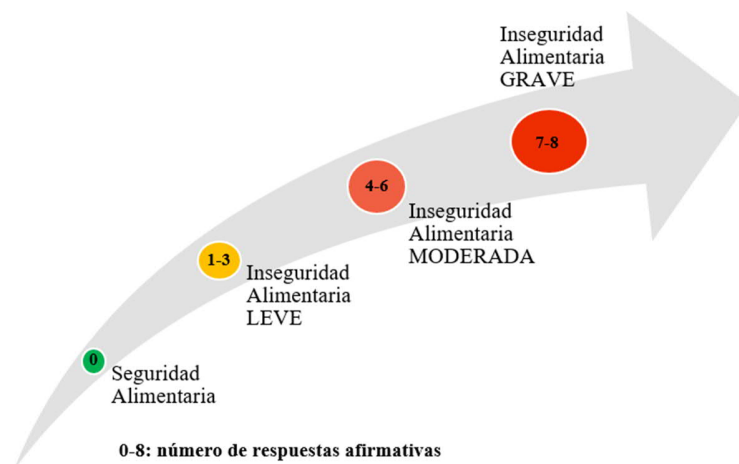 Inseguridad
Alimentaria
GRAVE
7-8
4-6
Inseguridad
Alimentaria
MODERADA
1-3
Inseguridad
Alimentaria
LEVE
0
Seguridad
Alimentaria
0-8: número de respuestas afirmativas